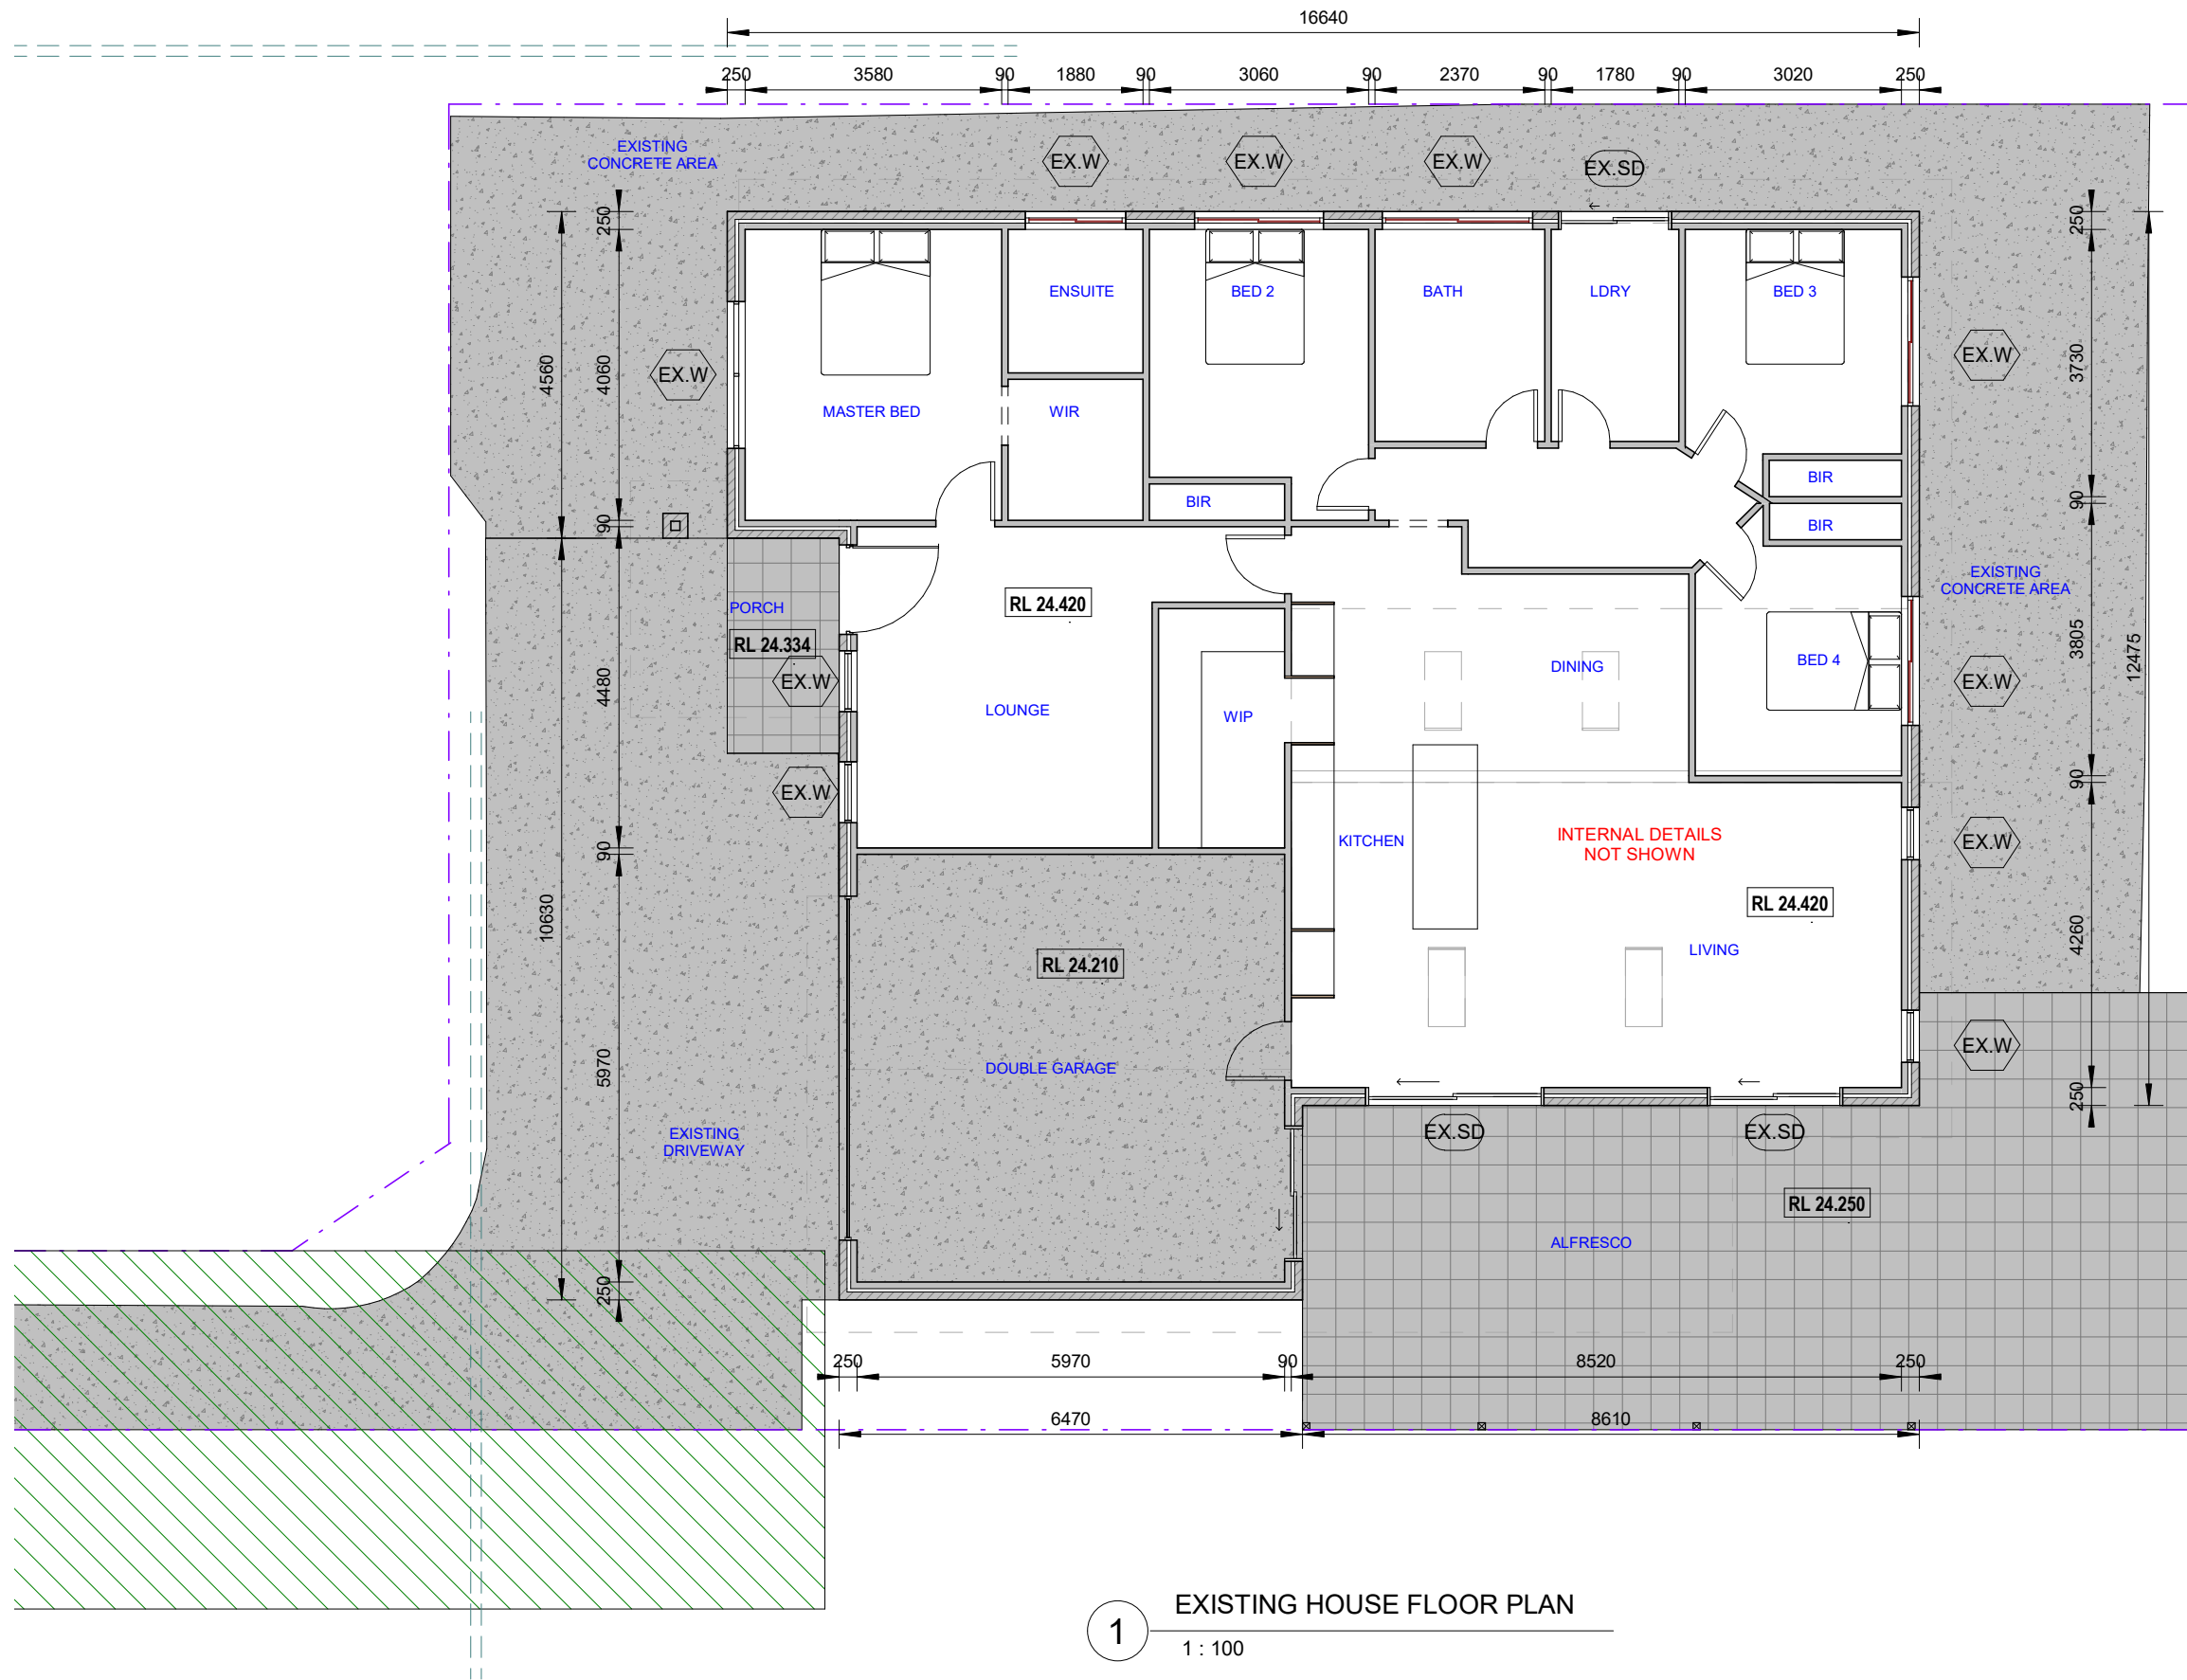 16640
250 3580 90 1880 90 3060 90 2370 90 1780 90 3020 250
EXISTING
CONCRETE AREA
EX.W
EX.W
EX.W
EX.SD
250
4560
4060
90
4480
90
10630
5970
250
EX.W
MASTER BED
ENSUITE
WIR
BED 2
BIR
BATH
LDRY
BED 3
BIR
BIR
EX.W
250
3730
90
3805
12475
90
4260
250
EXISTING
CONCRETE AREA
PORCH
RL 24.334
EX.W
EX.W
RL 24.420
LOUNGE
WIP
DINING
BED 4
EX.W
KITCHEN
INTERNAL DETAILS
NOT SHOWN
EX.W
RL 24.420
LIVING
RL 24.210
DOUBLE GARAGE
EX.W
EXISTING
DRIVEWAY
EX.SD
EX.SD
RL 24.250
ALFRESCO
250 5970 90 8520 250
6470 8610
1
EXISTING HOUSE FLOOR PLAN
1 : 100